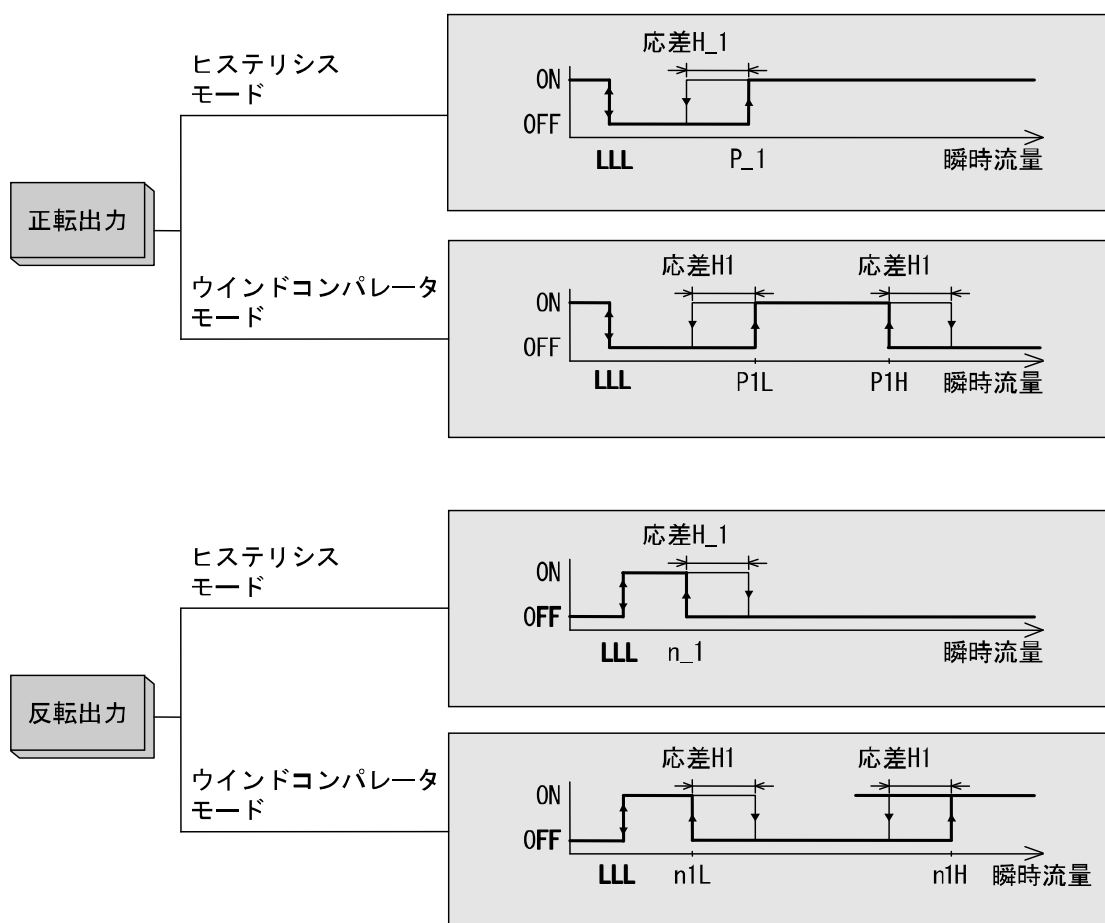 正転出力
ヒステリシス
モード
応差H_1
ON
OFF
LLL
P_1
瞬時流量
ウインドコンパレータ
モード
応差H1
応差H1
ON
OFF
LLL
P1L
P1H
瞬時流量
反転出力
ヒステリシス
モード
応差H_1
ON
OFF
LLL
n_1
瞬時流量
ウインドコンパレータ
モード
応差H1
応差H1
ON
OFF
LLL
n1L
n1H
瞬時流量